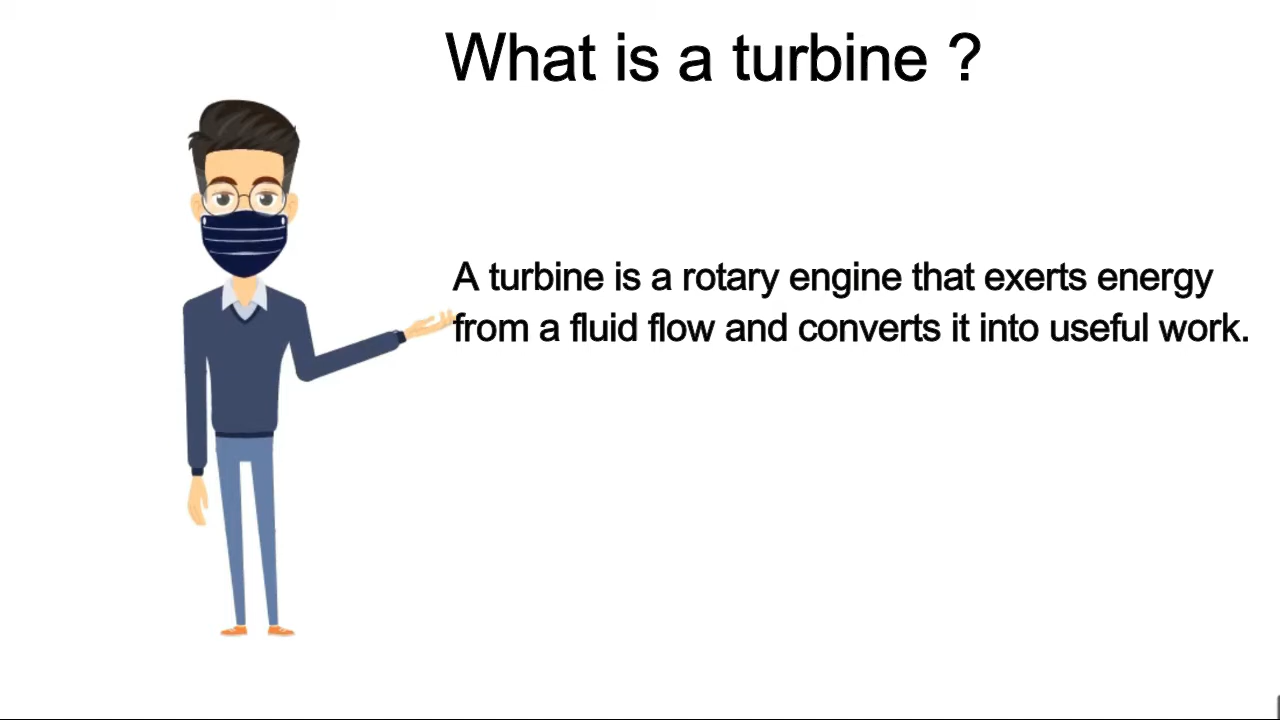 What is a turbine ?
A turbine is a rotary engine that exerts energy
from a fluid flow and converts it into useful work.